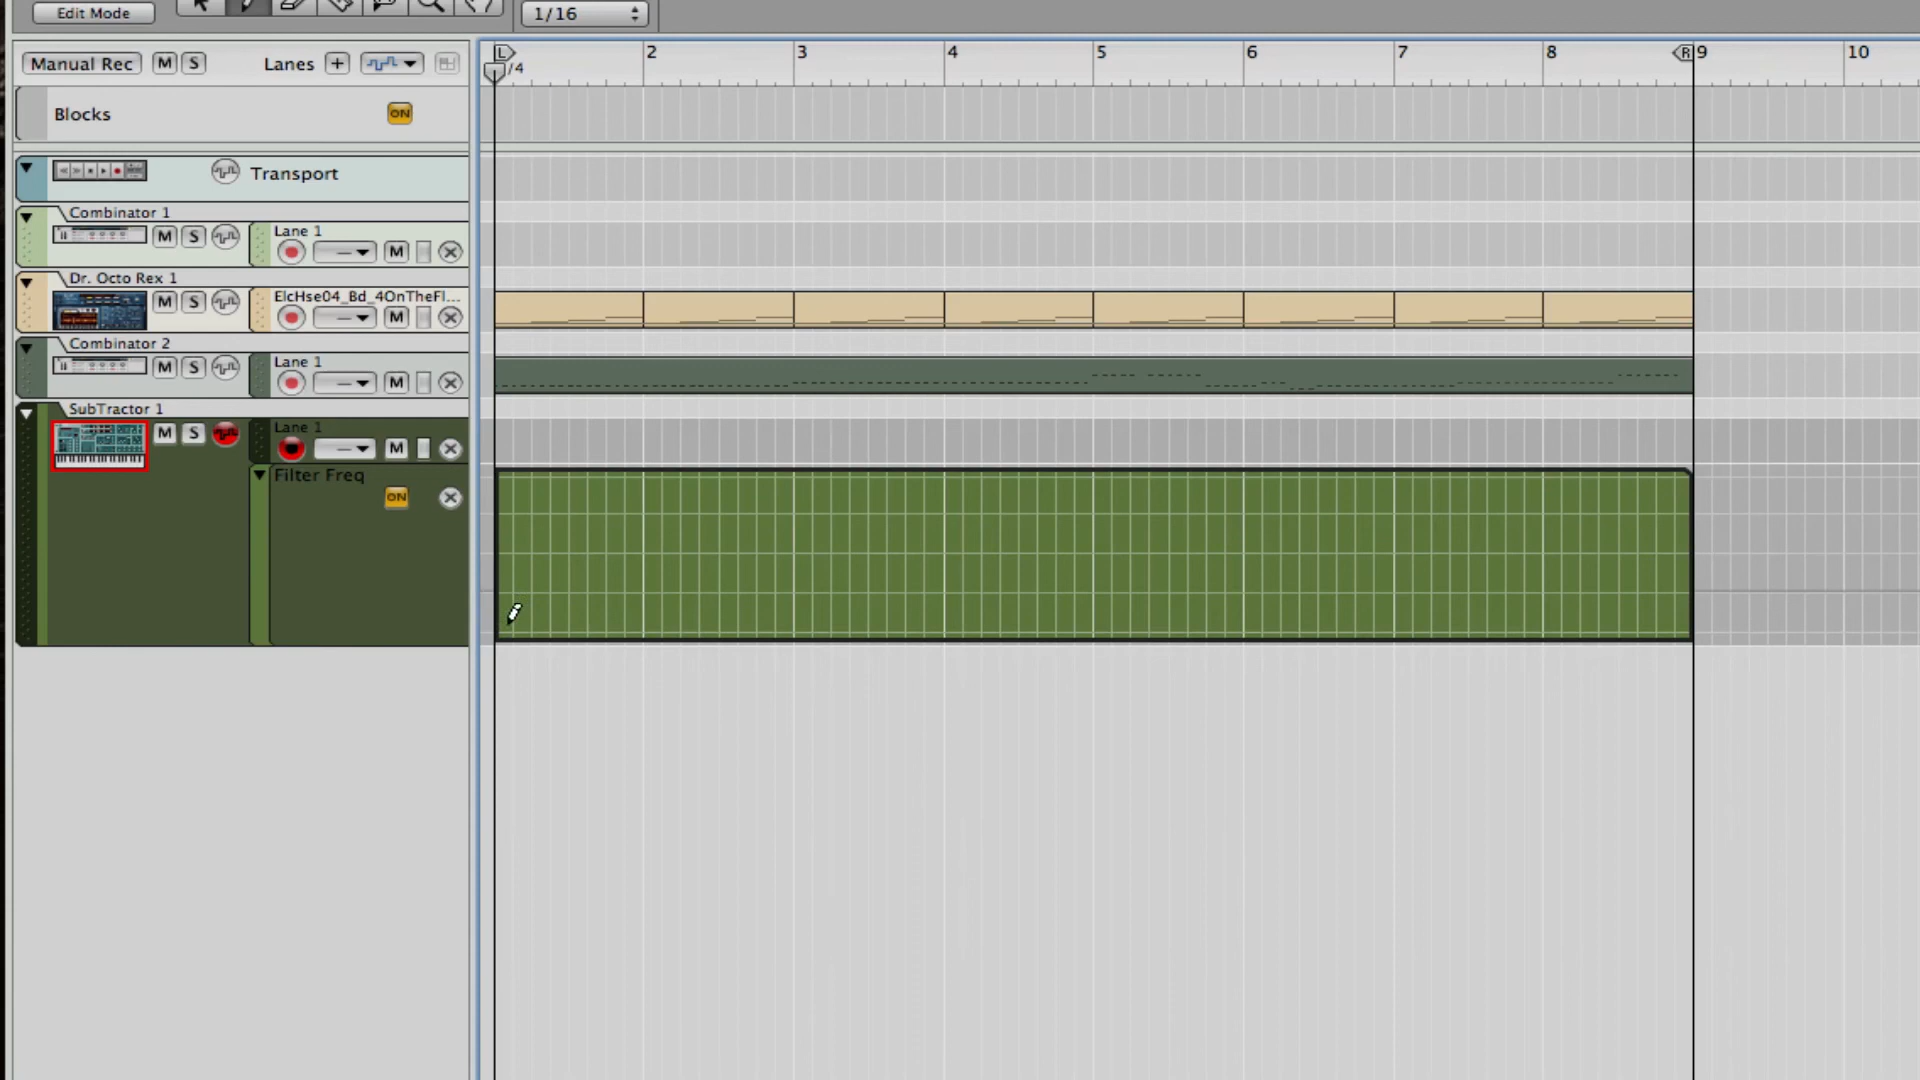 Edit Mode
1/16
Manual Rec M S Lanes +
L 2 3 4 5 6 7 8 R 9 10
/4
Blocks ON
Transport
Combinator 1
M S Lane 1
M
Dr. Octo Rex 1
M S ElcHse04_Bd_4OnTheFl...
M
Combinator 2
M S Lane 1
M
SubTractor 1
M S Lane 1
M
Filter Freq
ON